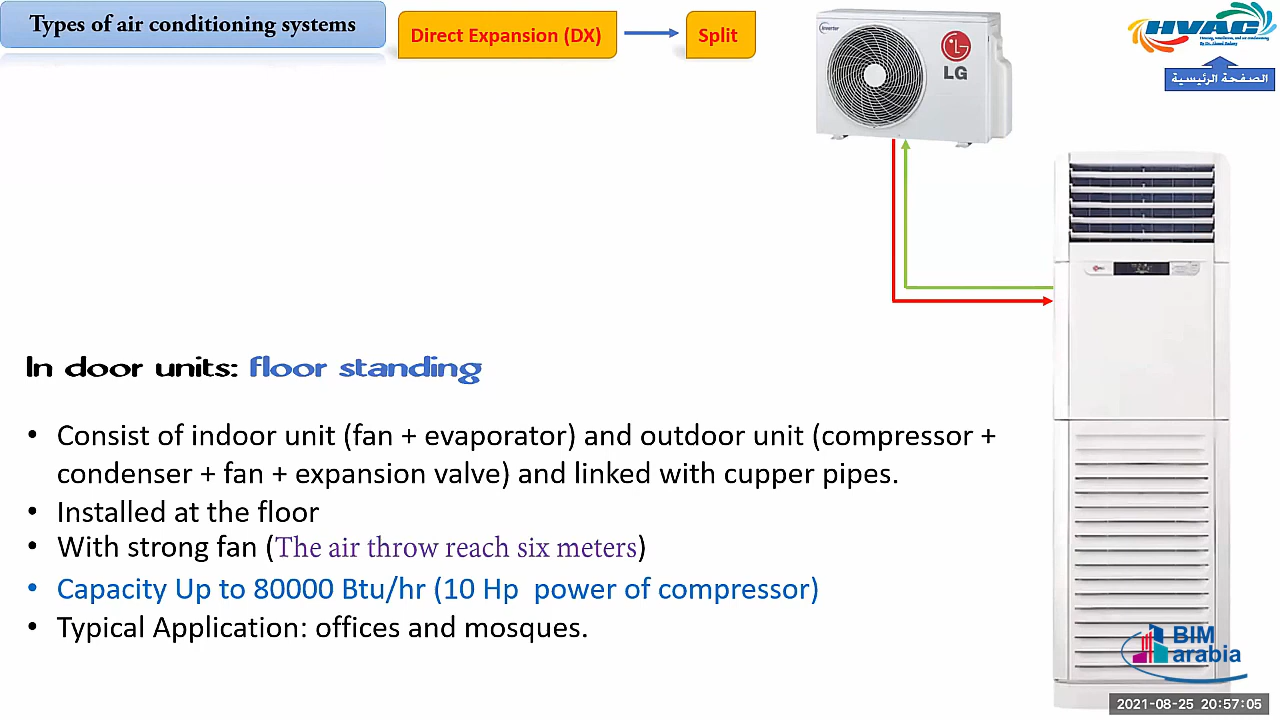 Types of air conditioning systems
Direct Expansion (DX)
Split
LG
HVAC
الصفحة الرئيسية
In door units: floor standing
• Consist of indoor unit (fan + evaporator) and outdoor unit (compressor +
condenser + fan + expansion valve) and linked with cupper pipes.
• Installed at the floor
• With strong fan (The air throw reach six meters)
• Capacity Up to 80000 Btu/hr (10 Hp power of compressor)
• Typical Application: offices and mosques.
BIM
arabia
2021-08-25 20:57:05